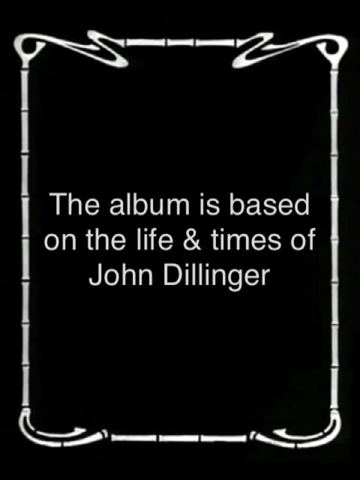 The album is based
on the life & times of
John Dillinger